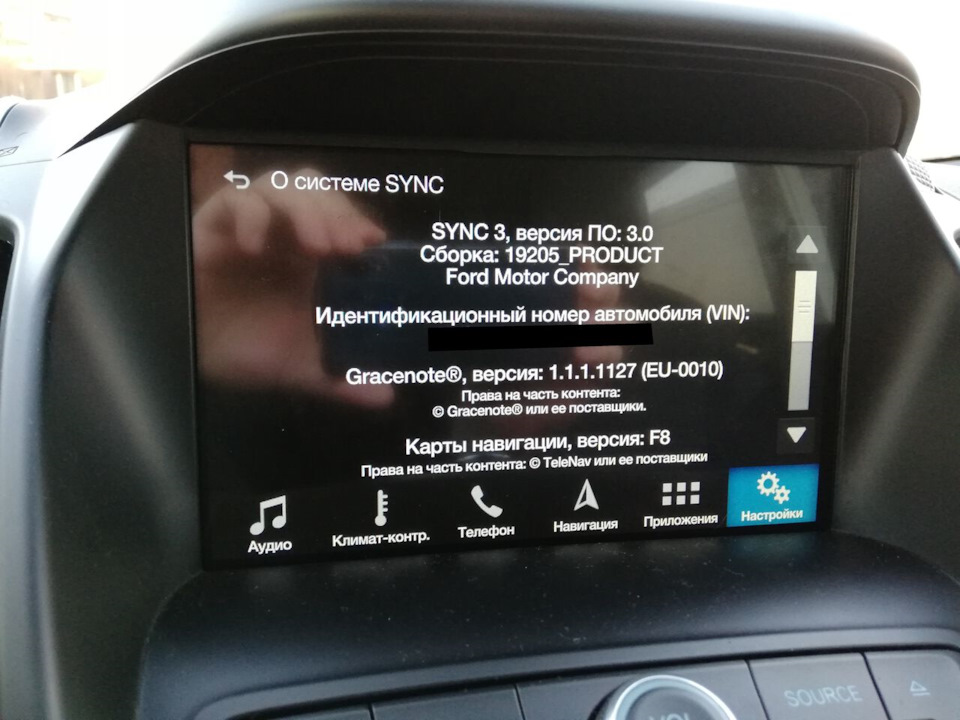 О системе SYNC
SYNC 3, версия ПО: 3.0
Сборка: 19205_PRODUCT
Ford Motor Company
Идентификационный номер автомобиля (VIN):
Gracenote®, версия: 1.1.1.1127 (EU-0010)
Права на часть контента:
© Gracenote® или ее поставщики.
Карты навигации, версия: F8
Права на часть контента: © TeleNav или ее поставщики
Аудио
Климат-контр.
Телефон
Навигация
Приложения
Настройки
SOURCE
VOL